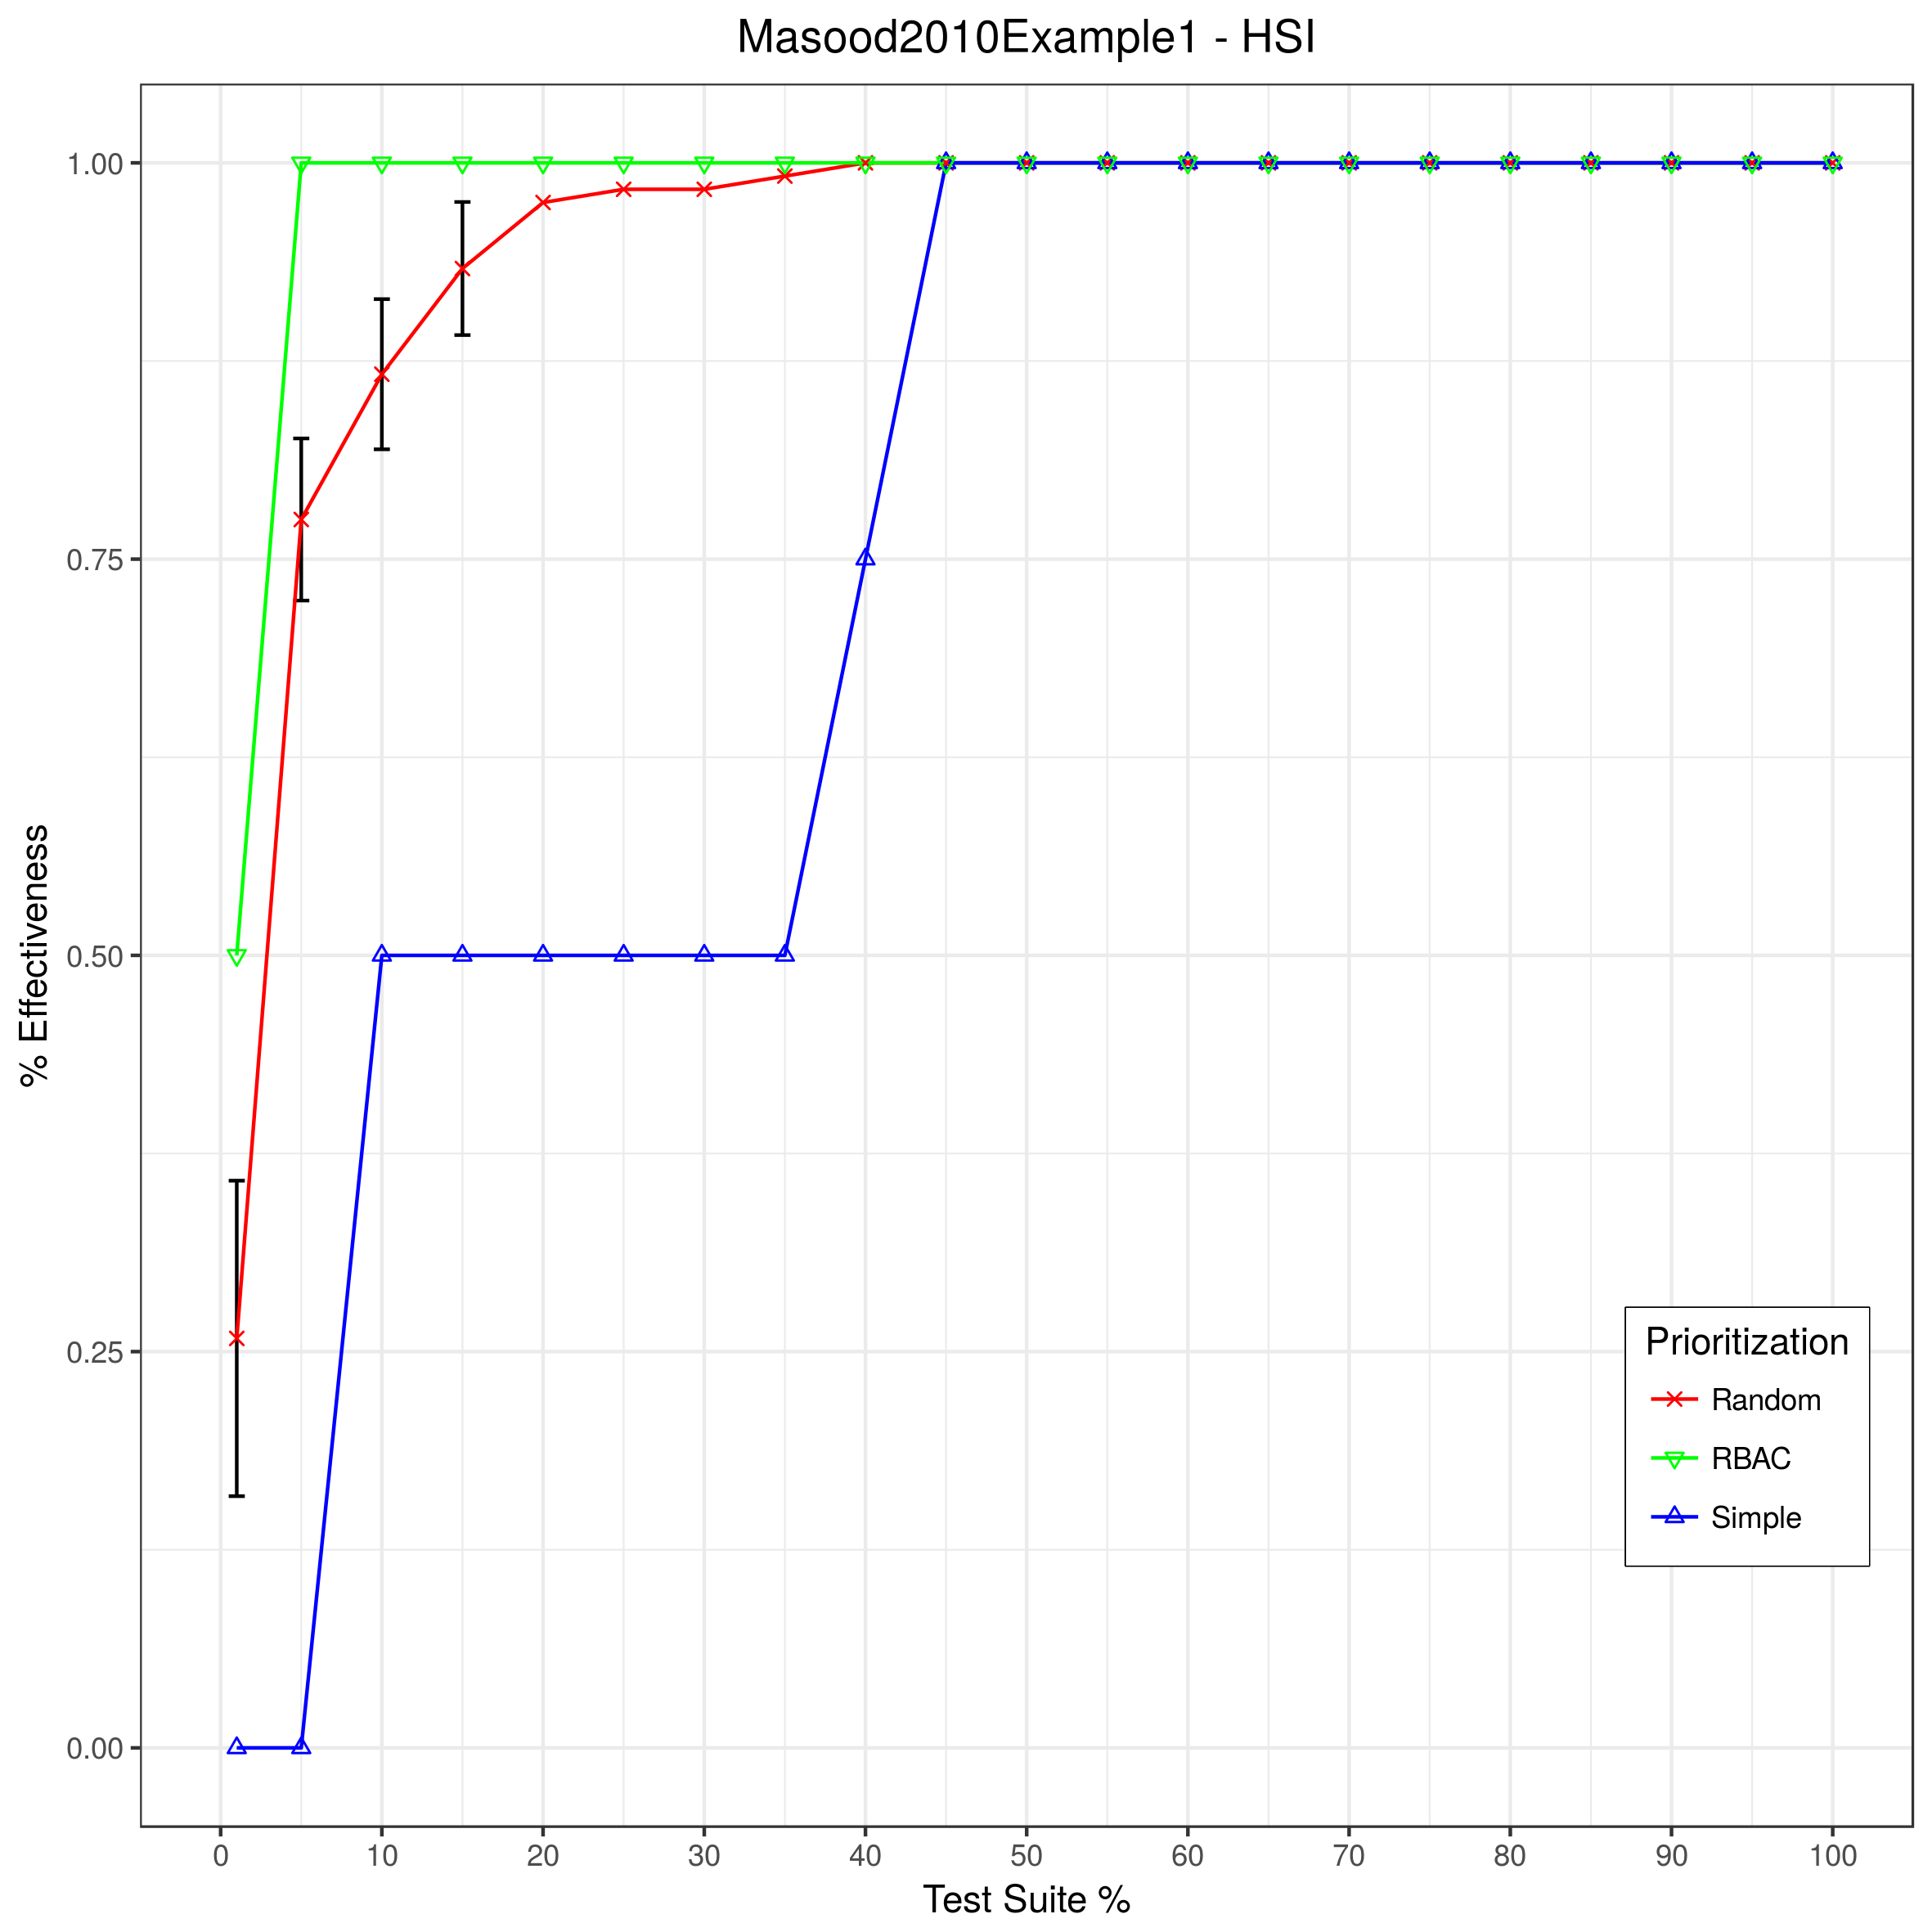 Masood2010Example1 - HSI
1.00
0.75
0.50
0.25
0.00
% Effectiveness
Prioritization
Random
RBAC
Simple
0 10 20 30 40 50 60 70 80 90 100
Test Suite %